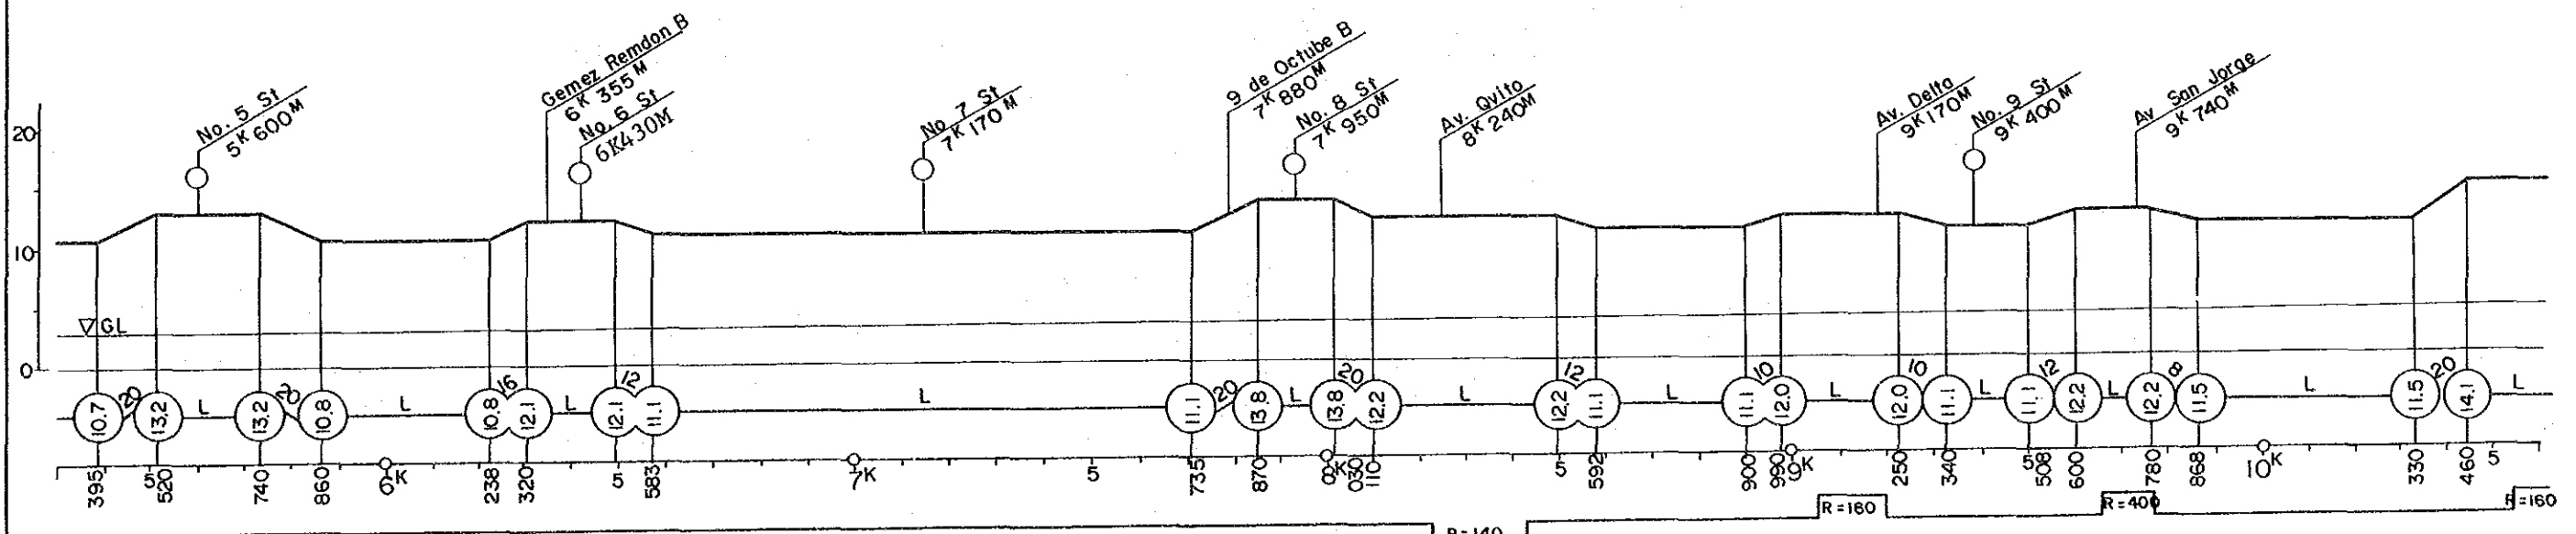 No. 5 St
5K 600M
Gemez Remdon B
6K 355M
No. 6 St
6K430M
No 7 St
7K 170M
9 de Octube B
7K 880M
No. 8 St
7K 950M
Av. Qvito
8K 240M
Av. Delta
9K 170M
No. 9 St
9K 400M
Av San Jorge
9K 740M
20
10
▽GL
0
10.7 20 13.2 L 13.2 20 10.8 L 10.8 16 12.1 L 12.1 12 11.1 L 11.1 20 13.8 L 13.8 20 12.2 L 12.2 12 11.1 L 11.1 10 12.0 L 12.0 10 11.1 L 11.1 12 12.2 L 12.2 8 11.5 L 11.5 20 14.1 L
395 5 520 740 860 6K 238 320 5 583 7K 5 735 870 8K 030 110 5 592 900 990 9K 250 340 5 508 600 780 868 10K 330 460 5
R=160
R=400
R=160
R=140